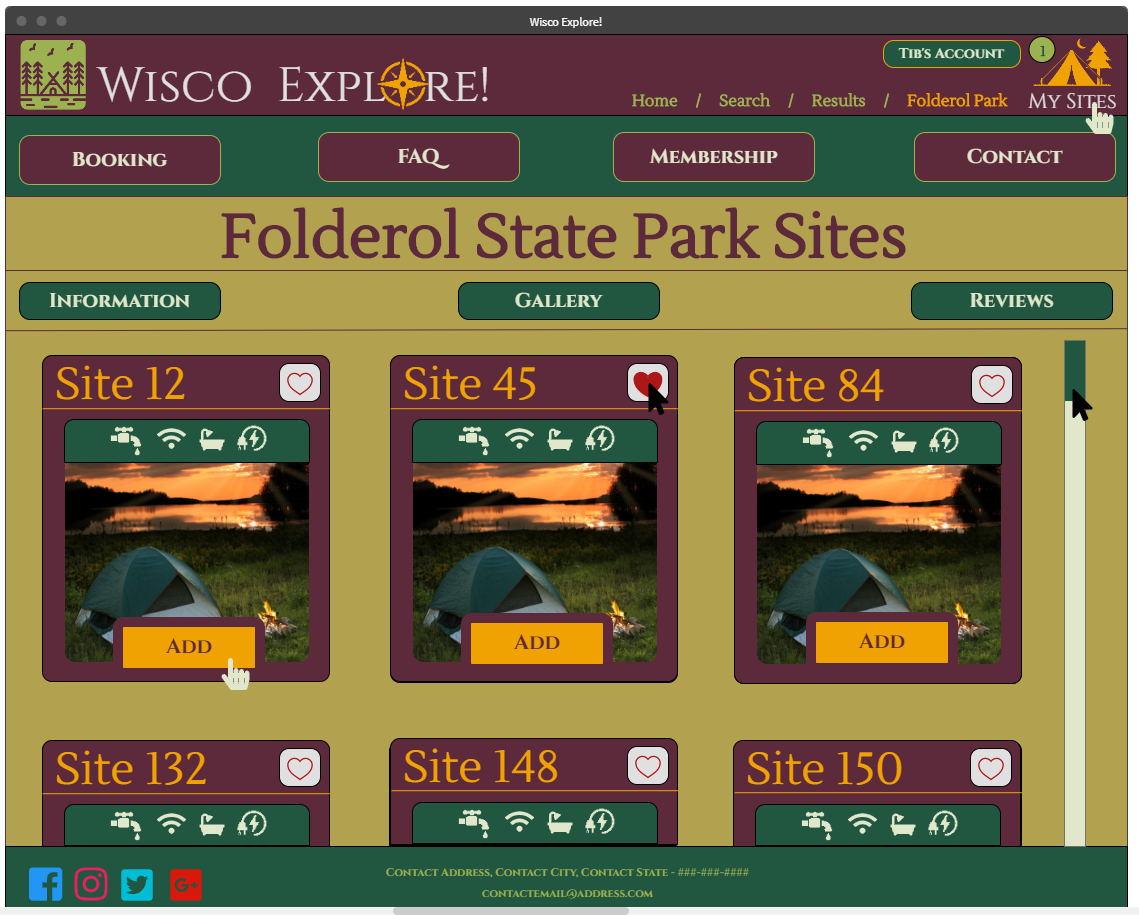 Wisco Explore!
Wisco Explore!
Tib's Account
1
Home / Search / Results / Folderol Park
My Sites
Booking
FAQ
Membership
Contact
Folderol State Park Sites
Information
Gallery
Reviews
Site 12
Site 45
Site 84
Add
Add
Add
Site 132
Site 148
Site 150
Contact Address, Contact City, Contact State - ###-###-####
contactemail@address.com